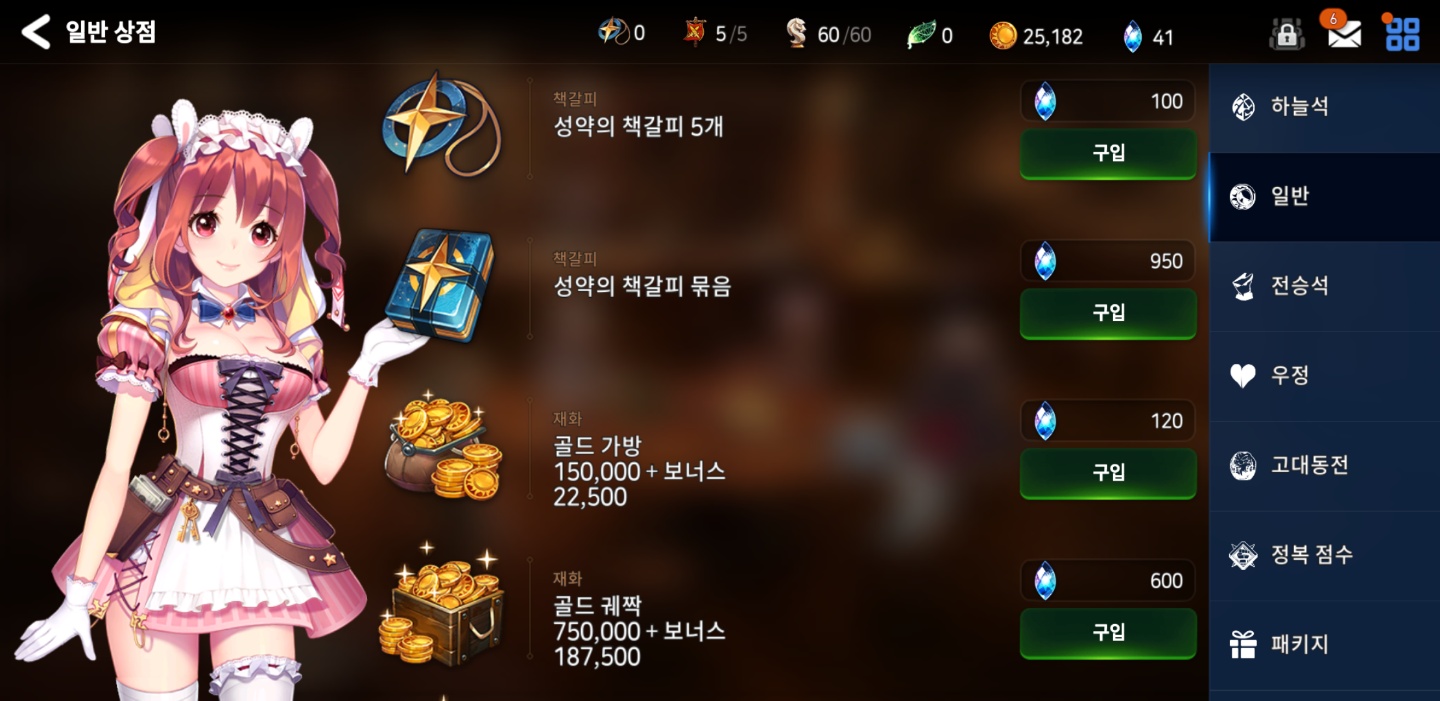 일반 상점
0
5/5
60/60
0
25,182
41
6
책갈피
성약의 책갈피 5개
100
구입
책갈피
성약의 책갈피 묶음
950
구입
재화
골드 가방
150,000 + 보너스
22,500
120
구입
재화
골드 궤짝
750,000 + 보너스
187,500
600
구입
하늘석
일반
전승석
우정
고대동전
정복 점수
패키지